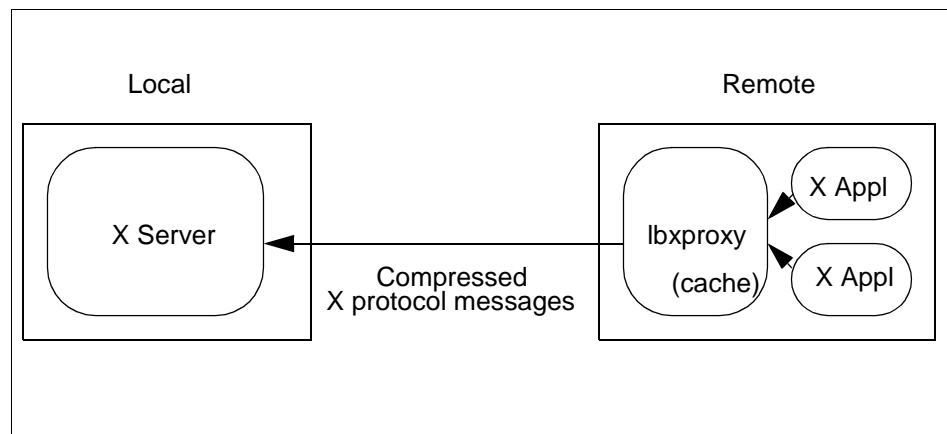 Local
Remote
X Server
lbxproxy
(cache)
X Appl
X Appl
Compressed
X protocol messages